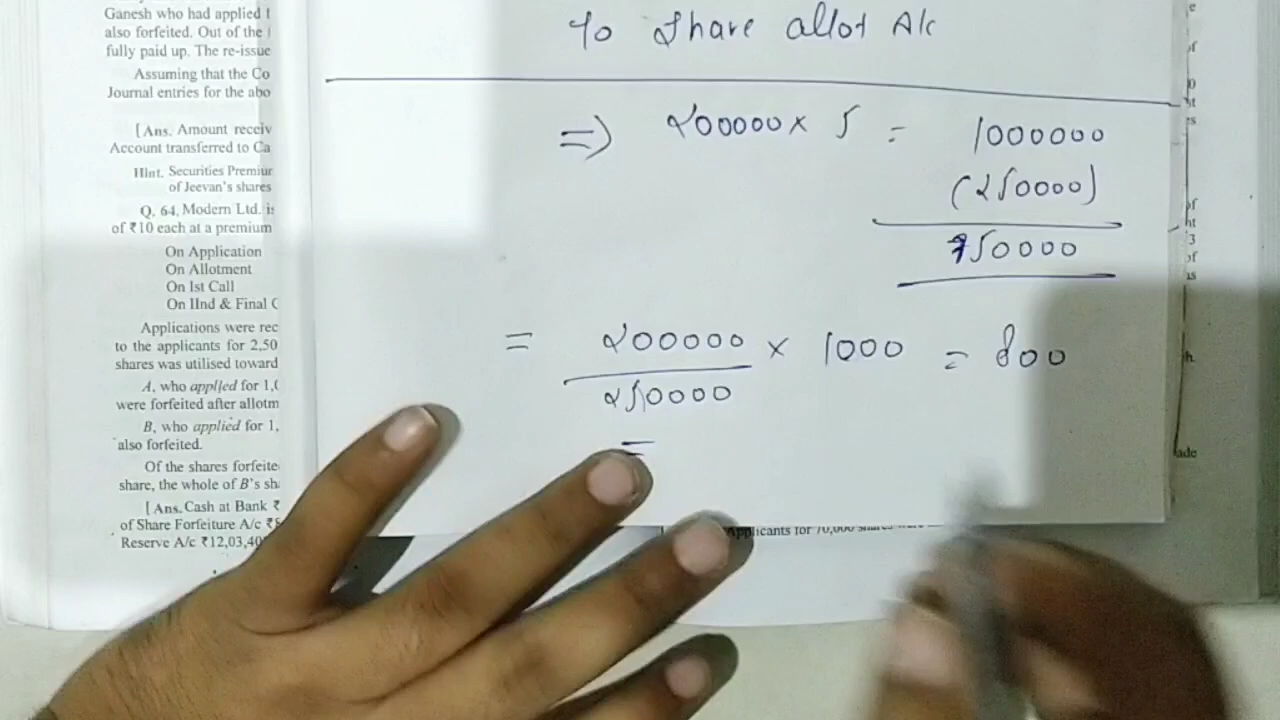 Ganesh who had applied f
also forfeited. Out of the
fully paid up. The re-issue
Assuming that the Co
Journal entries for the abo
[Ans. Amount receiv
Account transferred to Ca
Hint. Securities Premiur
of Jeevan's shares
Q. 64. Modern Ltd. is
of ₹10 each at a premium
On Application
On Allotment
On Ist Call
On IInd & Final C
Applications were rec
to the applicants for 2,50
shares was utilised toward
A, who applied for 1,0
were forfeited after allotm
B, who applied for 1,
also forfeited.
Of the shares forfeite
share, the whole of B's sha
[Ans. Cash at Bank ₹
of Share Forfeiture A/c ₹8
Reserve A/c ₹12,03,40
To Share allot A/c
=) 200000 x 5 = 1000000
(250000)
750000
= 200000 x 1000 = 800
250000
=
Applicants for 70,000 shares were